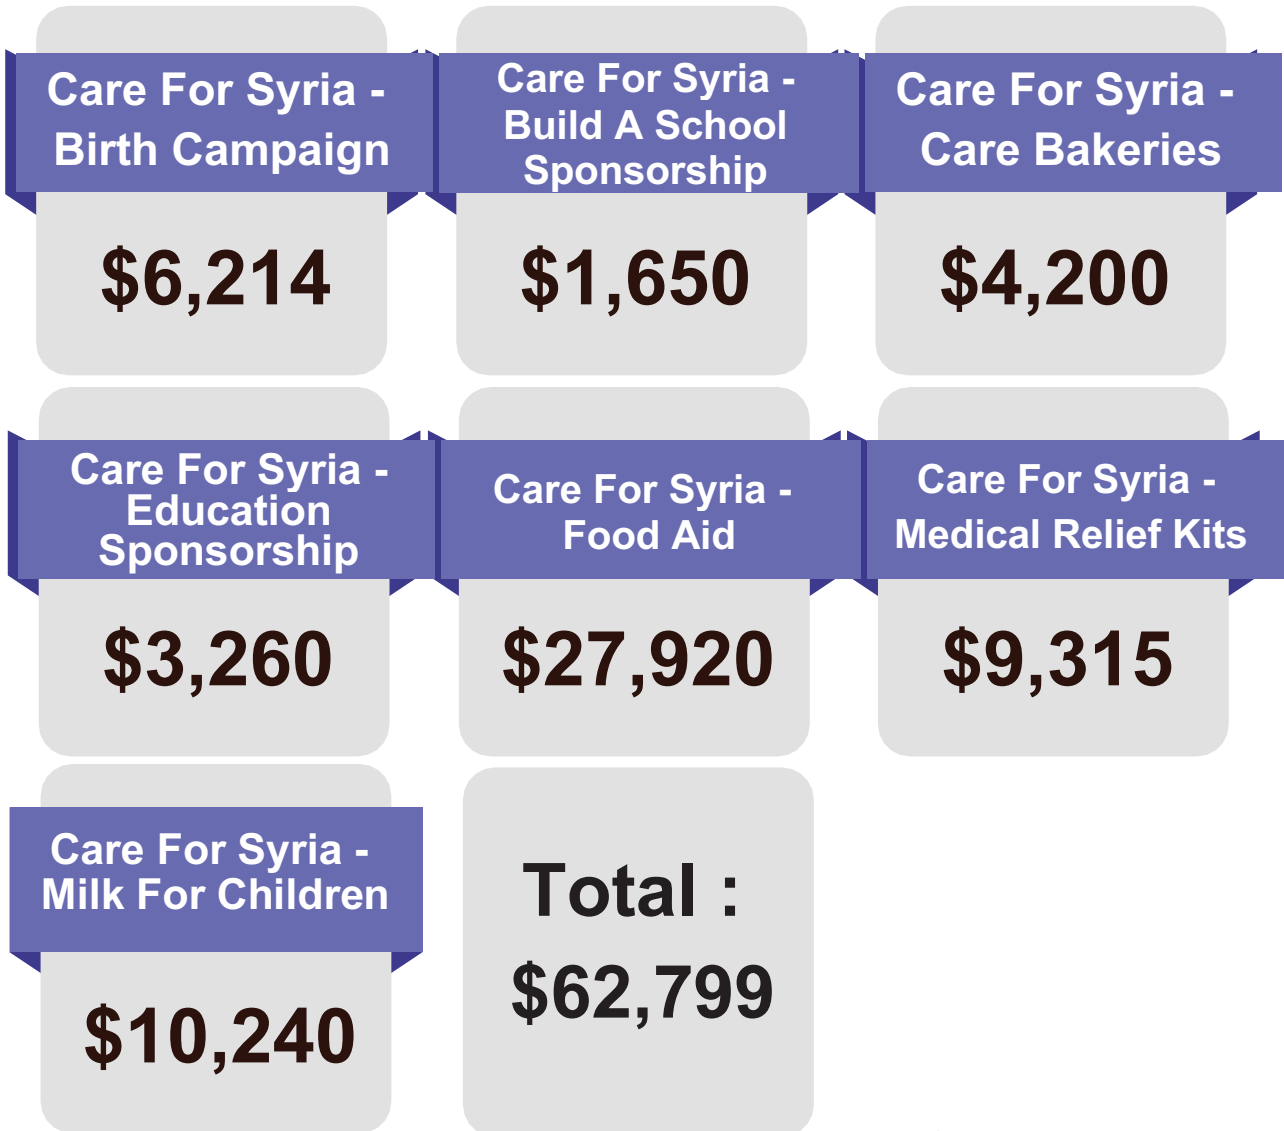 Care For Syria -
Birth Campaign
$6,214
Care For Syria -
Build A School
Sponsorship
$1,650
Care For Syria -
Care Bakeries
$4,200
Care For Syria -
Education
Sponsorship
$3,260
Care For Syria -
Food Aid
$27,920
Care For Syria -
Medical Relief Kits
$9,315
Care For Syria -
Milk For Children
$10,240
Total :
$62,799